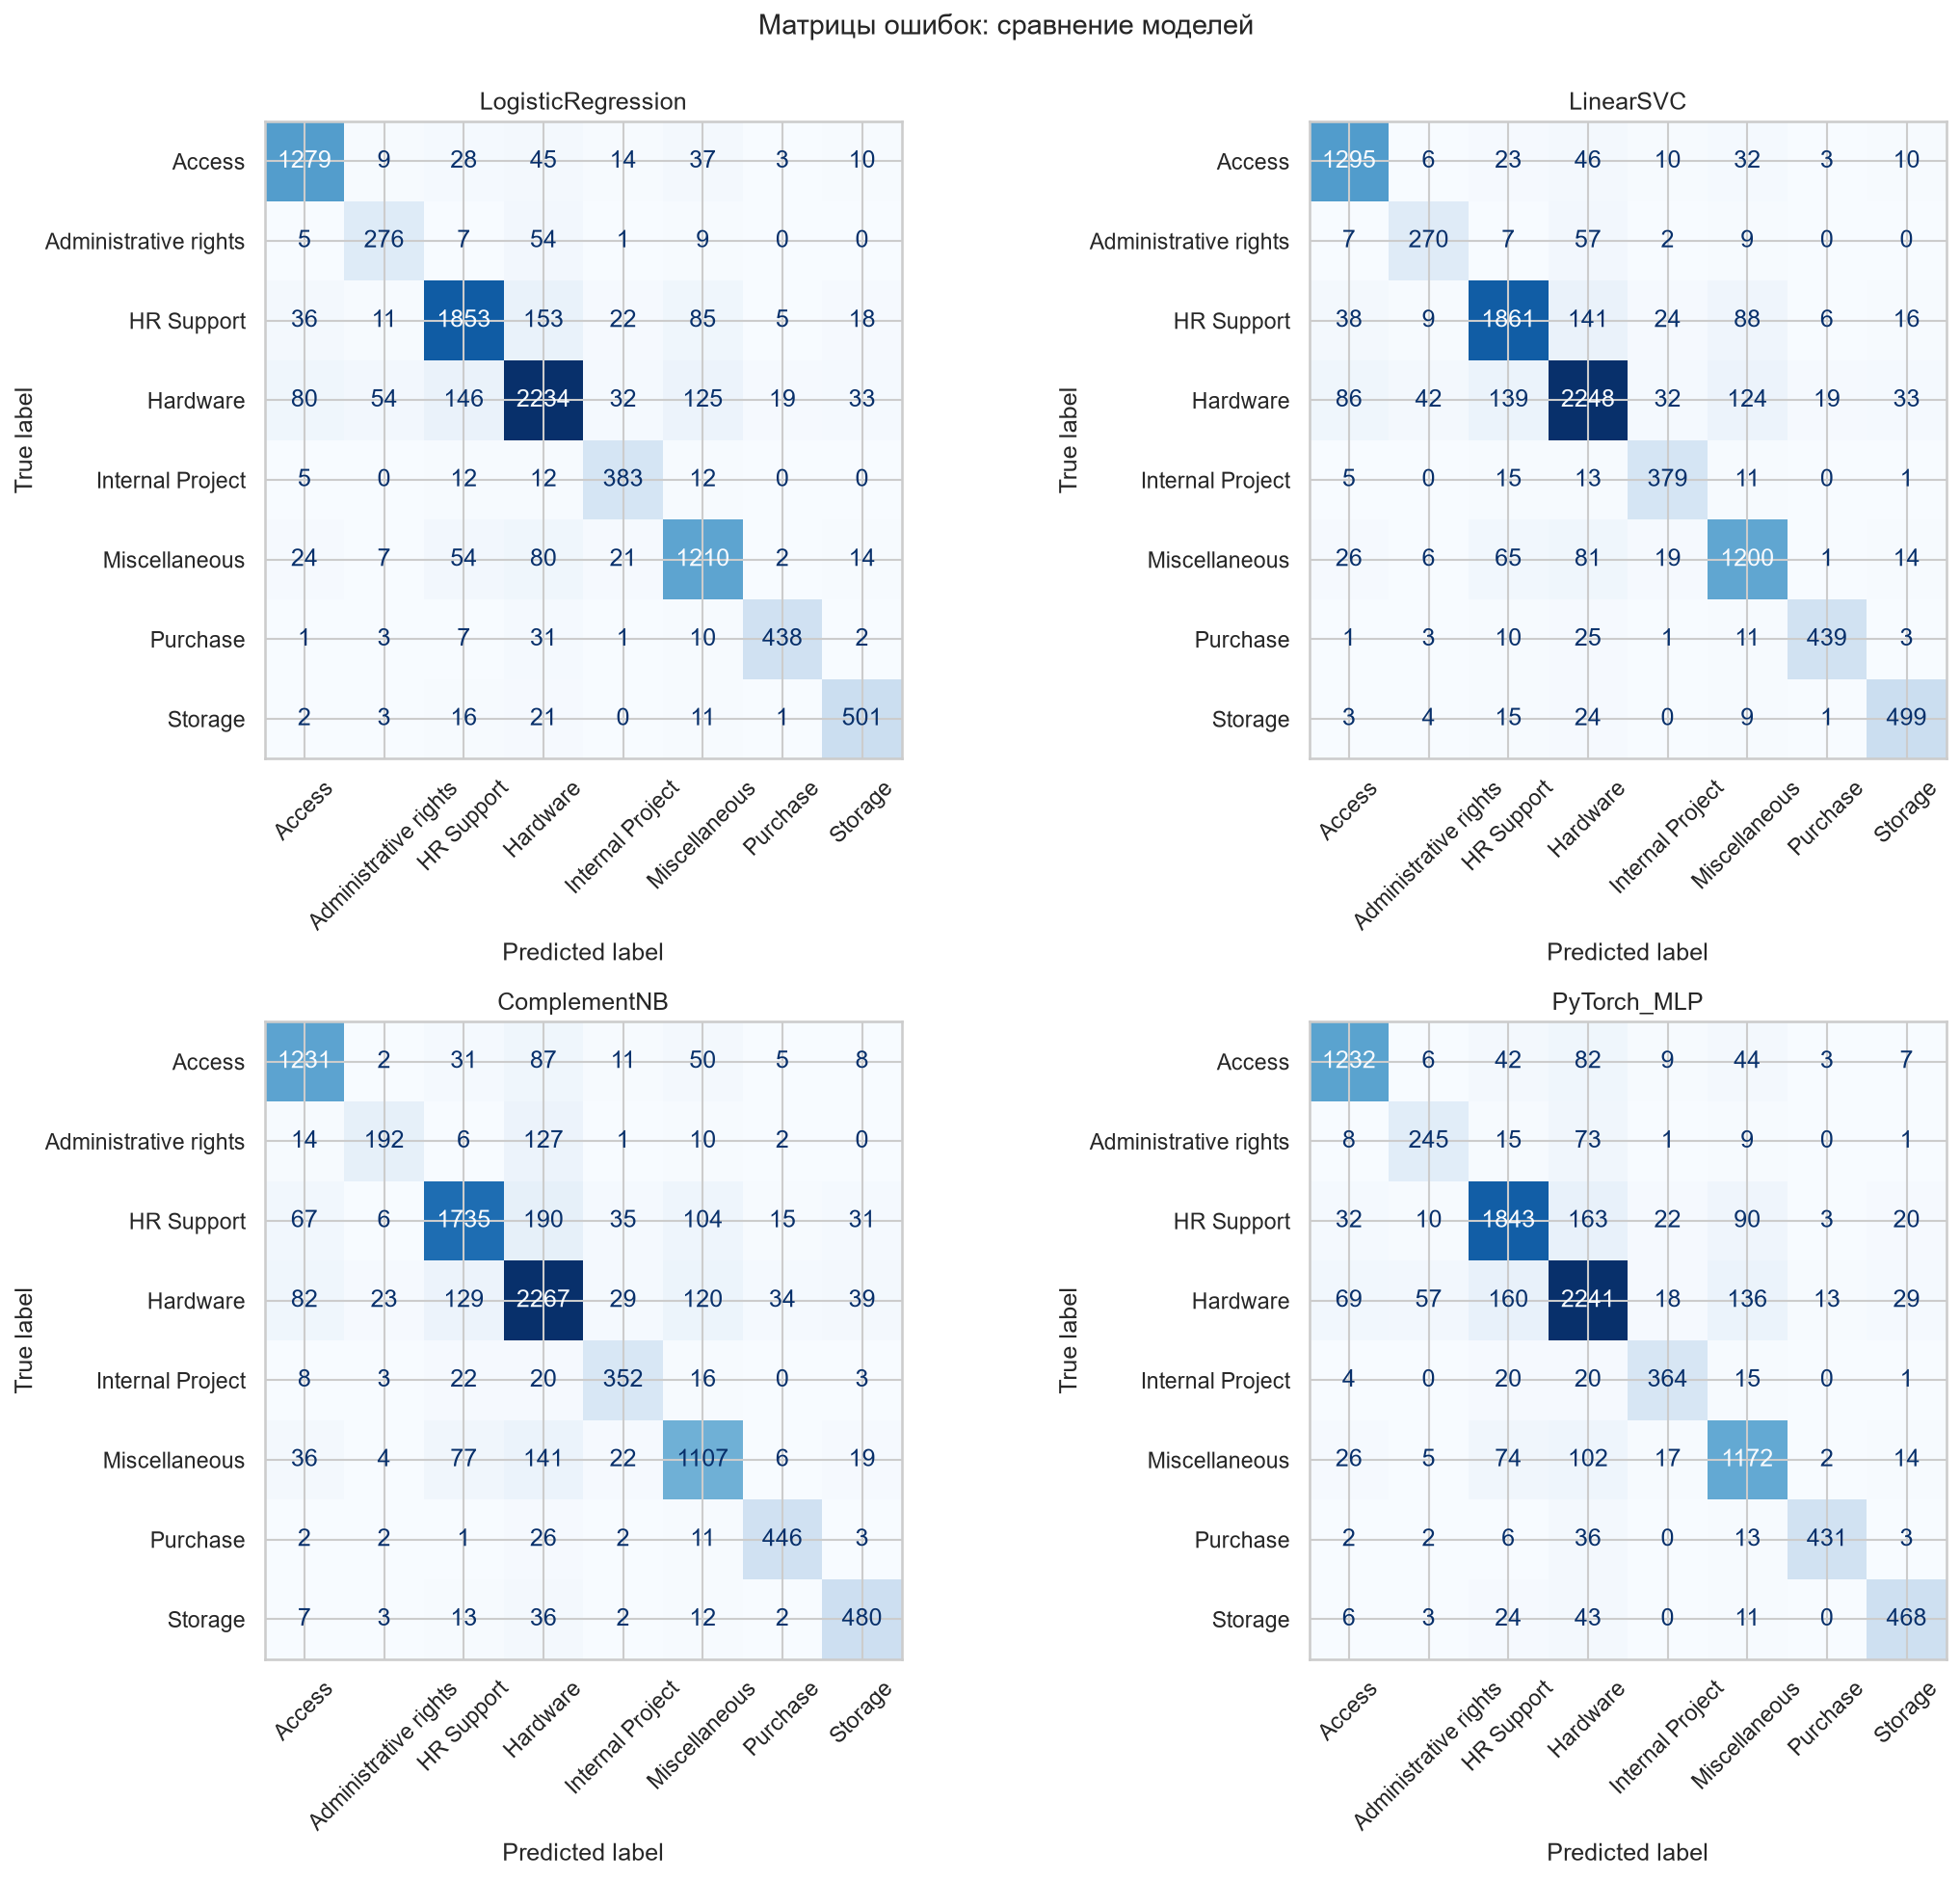 Матрицы ошибок: сравнение моделей
LogisticRegression
True label
Access 1279 9 28 45 14 37 3 10
Administrative rights 5 276 7 54 1 9 0 0
HR Support 36 11 1853 153 22 85 5 18
Hardware 80 54 146 2234 32 125 19 33
Internal Project 5 0 12 12 383 12 0 0
Miscellaneous 24 7 54 80 21 1210 2 14
Purchase 1 3 7 31 1 10 438 2
Storage 2 3 16 21 0 11 1 501
Access Administrative rights HR Support Hardware Internal Project Miscellaneous Purchase Storage
Predicted label
LinearSVC
True label
Access 1295 6 23 46 10 32 3 10
Administrative rights 7 270 7 57 2 9 0 0
HR Support 38 9 1861 141 24 88 6 16
Hardware 86 42 139 2248 32 124 19 33
Internal Project 5 0 15 13 379 11 0 1
Miscellaneous 26 6 65 81 19 1200 1 14
Purchase 1 3 10 25 1 11 439 3
Storage 3 4 15 24 0 9 1 499
Access Administrative rights HR Support Hardware Internal Project Miscellaneous Purchase Storage
Predicted label
ComplementNB
True label
Access 1231 2 31 87 11 50 5 8
Administrative rights 14 192 6 127 1 10 2 0
HR Support 67 6 1735 190 35 104 15 31
Hardware 82 23 129 2267 29 120 34 39
Internal Project 8 3 22 20 352 16 0 3
Miscellaneous 36 4 77 141 22 1107 6 19
Purchase 2 2 1 26 2 11 446 3
Storage 7 3 13 36 2 12 2 480
Access Administrative rights HR Support Hardware Internal Project Miscellaneous Purchase Storage
Predicted label
PyTorch_MLP
True label
Access 1232 6 42 82 9 44 3 7
Administrative rights 8 245 15 73 1 9 0 1
HR Support 32 10 1843 163 22 90 3 20
Hardware 69 57 160 2241 18 136 13 29
Internal Project 4 0 20 20 364 15 0 1
Miscellaneous 26 5 74 102 17 1172 2 14
Purchase 2 2 6 36 0 13 431 3
Storage 6 3 24 43 0 11 0 468
Access Administrative rights HR Support Hardware Internal Project Miscellaneous Purchase Storage
Predicted label